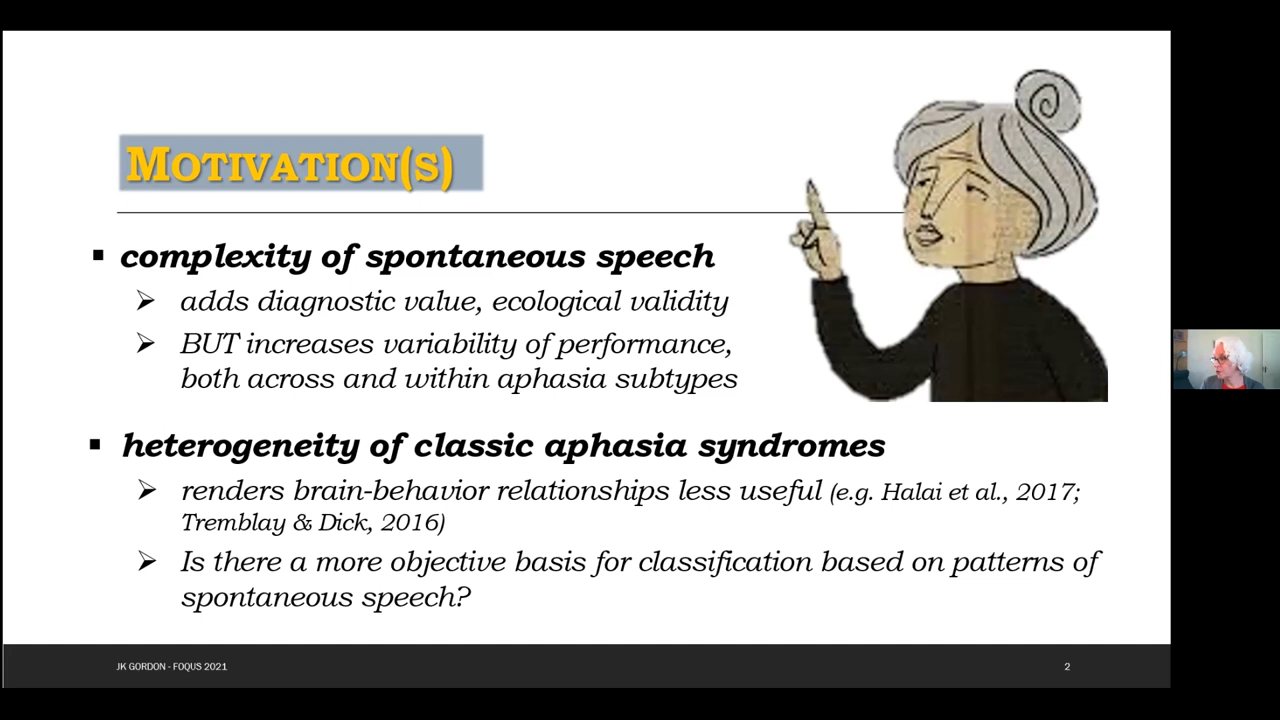 MOTIVATION(S)
▪ complexity of spontaneous speech
➢ adds diagnostic value, ecological validity
➢ BUT increases variability of performance,
both across and within aphasia subtypes
▪ heterogeneity of classic aphasia syndromes
➢ renders brain-behavior relationships less useful (e.g. Halai et al., 2017;
Tremblay & Dick, 2016)
➢ Is there a more objective basis for classification based on patterns of
spontaneous speech?
JK GORDON - FOQUS 2021
2